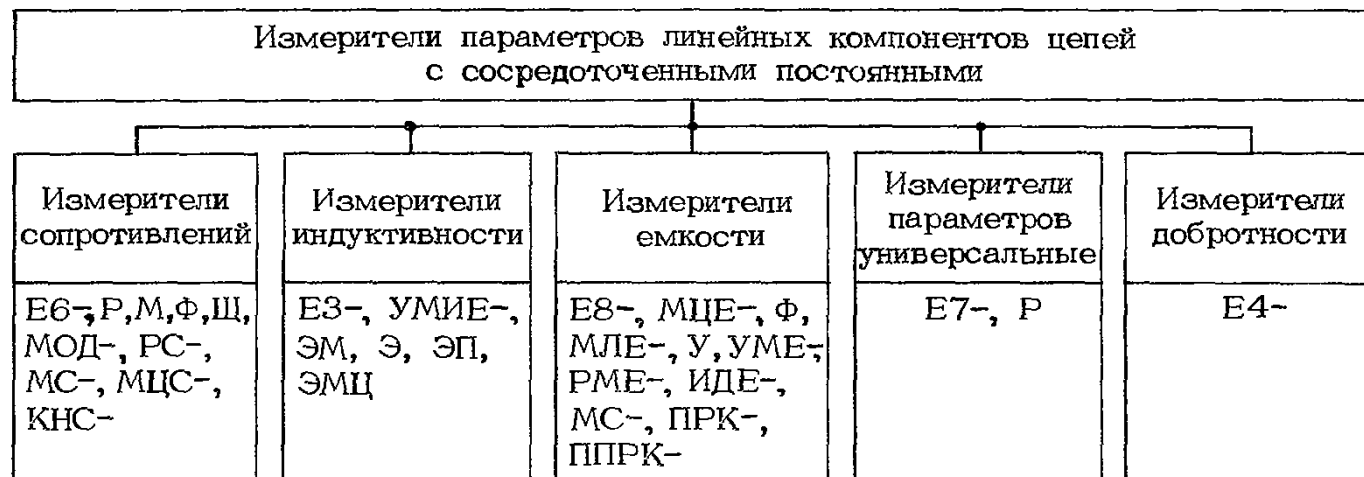 Измерители параметров линейных компонентов цепей
с сосредоточенными постоянными
Измерители
сопротивлений
Е6-, Р, М, Ф, Щ,
МОД-, РС-,
МС-, МЦС-,
КНС-
Измерители
индуктивности
Е3-, УМИЕ-,
ЭМ, Э, ЭП,
ЭМЦ
Измерители
емкости
Е8-, МЦЕ-, Ф,
МЛЕ-, У, УМЕ-,
РМЕ-, ИДЕ-,
МС-, ПРК-,
ППРК-
Измерители
параметров
универсальные
Е7-, Р
Измерители
добротности
Е4-